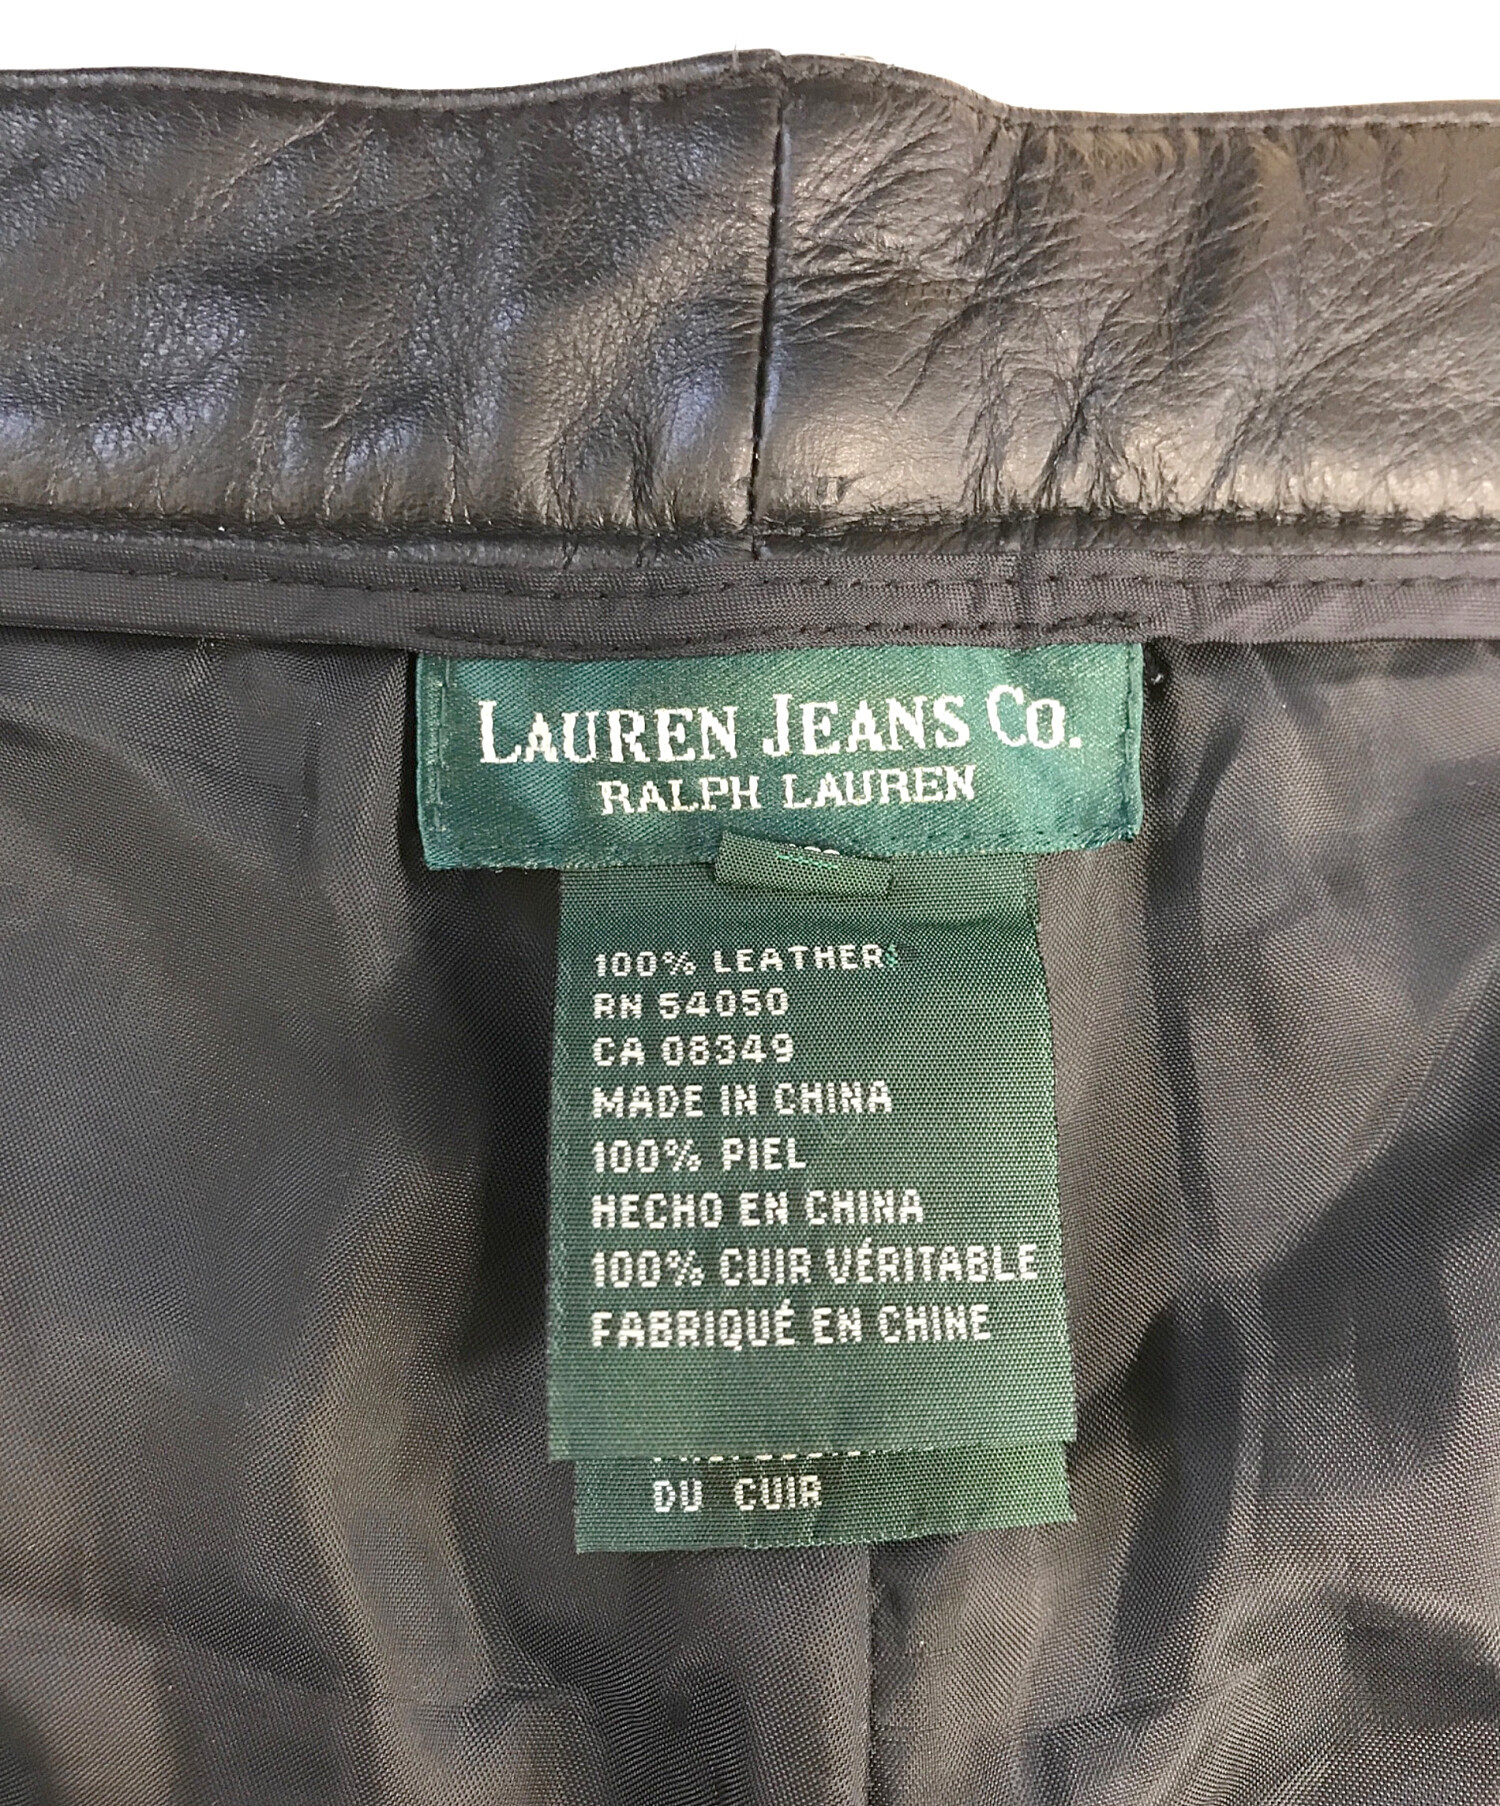 LAUREN JEANS CO.
RALPH LAUREN
100% LEATHER
RN 54050
CA 08349
MADE IN CHINA
100% PIEL
HECHO EN CHINA
100% CUIR VÉRITABLE
FABRIQUÉ EN CHINE
DU CUIR